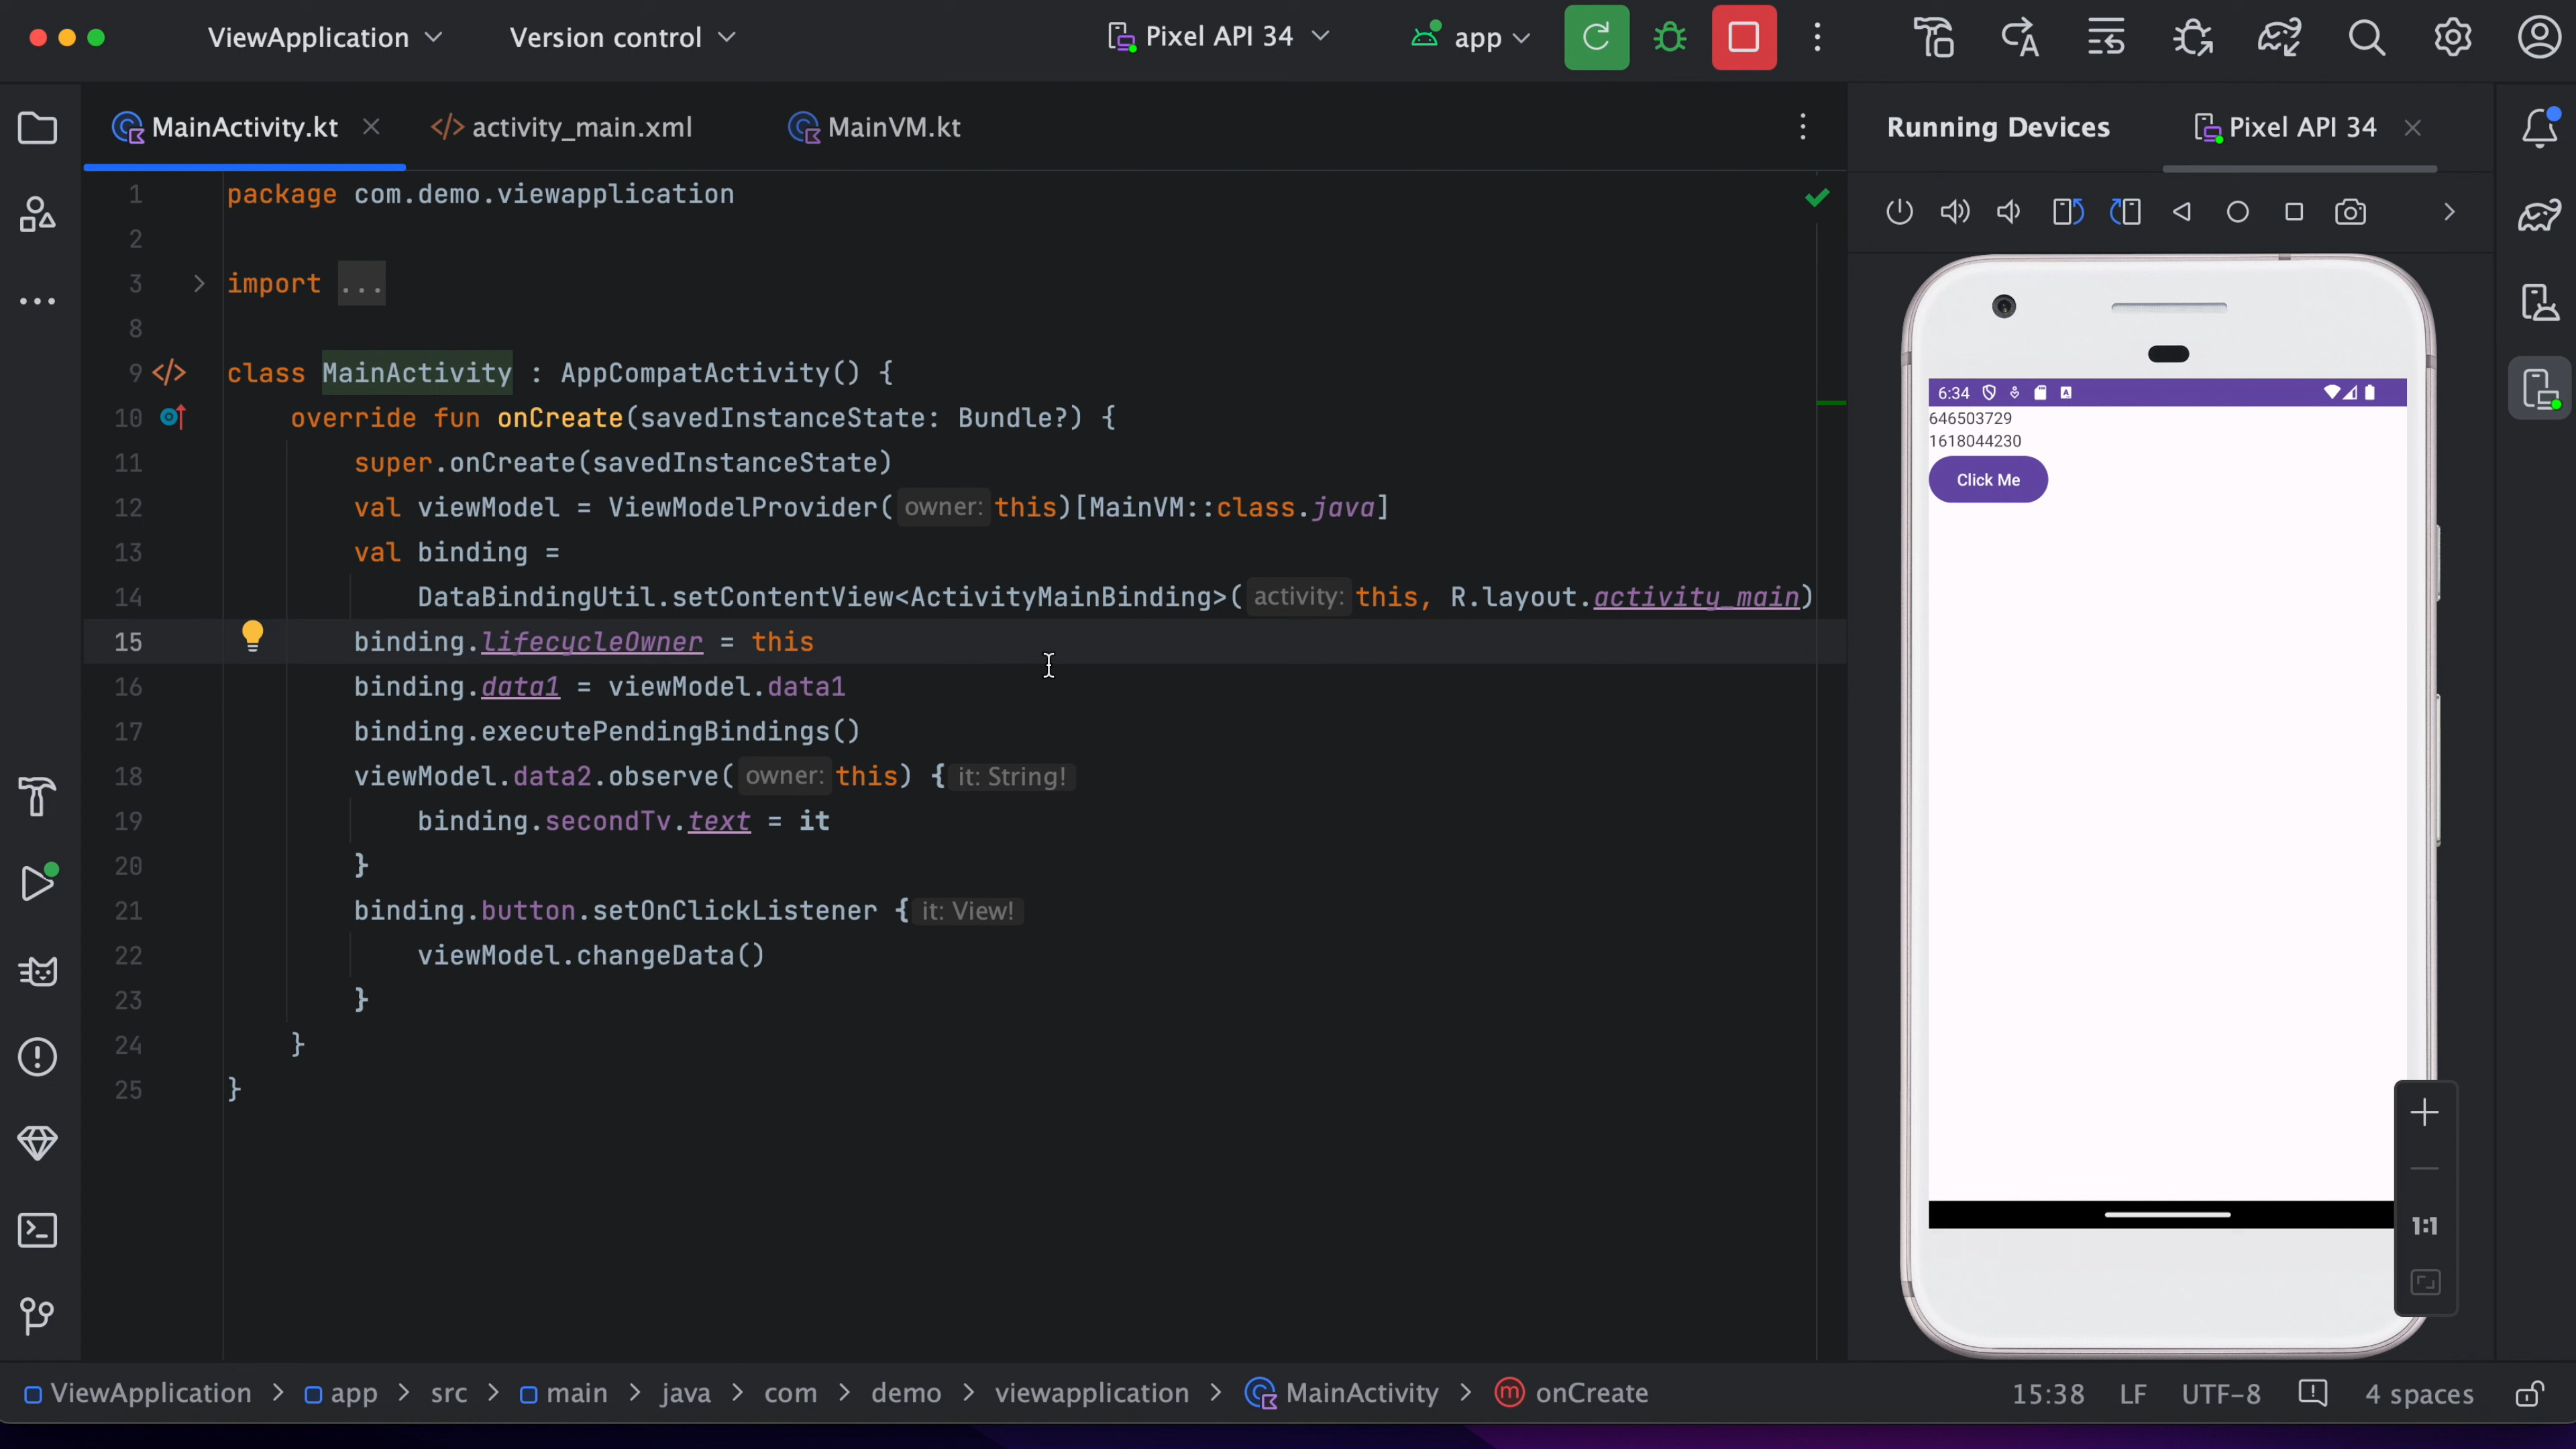 ViewApplication Version control Pixel API 34 app
MainActivity.kt activity_main.xml MainVM.kt
Running Devices Pixel API 34
1 package com.demo.viewapplication
2
3 import ...
8
9 class MainActivity : AppCompatActivity() {
10 override fun onCreate(savedInstanceState: Bundle?) {
11 super.onCreate(savedInstanceState)
12 val viewModel = ViewModelProvider( owner: this)[MainVM::class.java]
13 val binding =
14 DataBindingUtil.setContentView<ActivityMainBinding>( activity: this, R.layout.activity_main)
15 binding.lifecycleOwner = this
16 binding.data1 = viewModel.data1
17 binding.executePendingBindings()
18 viewModel.data2.observe( owner: this) { it: String!
19 binding.secondTv.text = it
20 }
21 binding.button.setOnClickListener { it: View!
22 viewModel.changeData()
23 }
24 }
25 }
6:34
646503729
1618044230
Click Me
1:1
ViewApplication > app > src > main > java > com > demo > viewapplication > MainActivity > onCreate
15:38 LF UTF-8 4 spaces